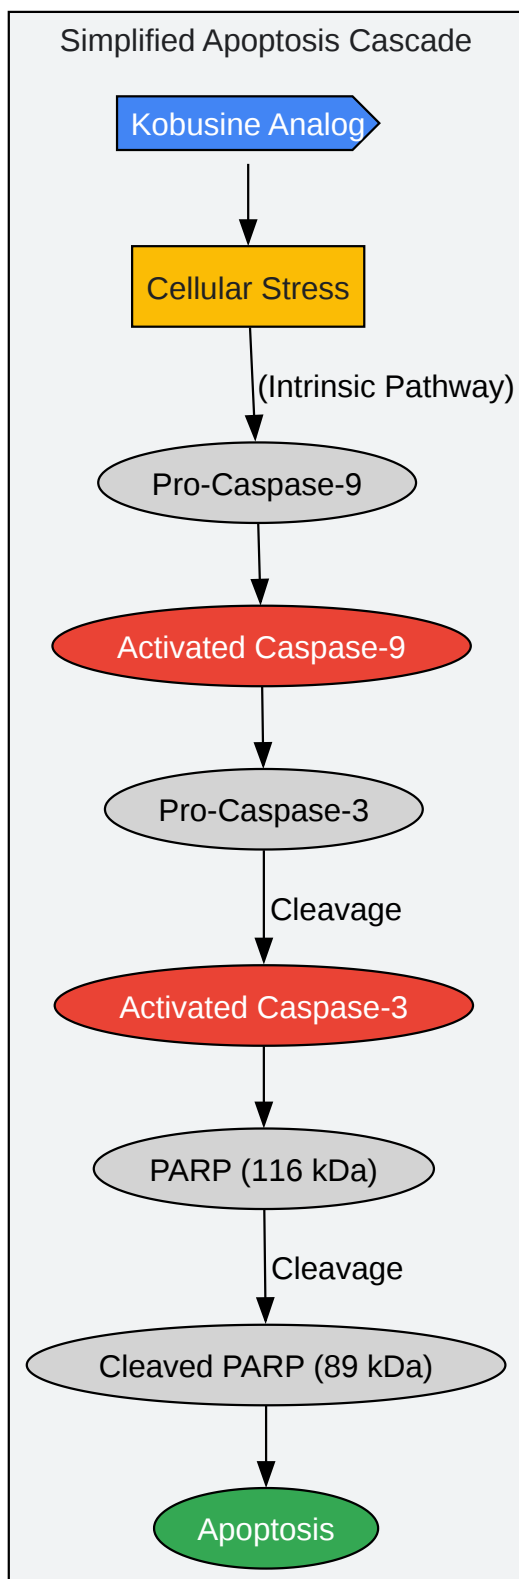 Simplified Apoptosis Cascade
Kobusine Analog
Cellular Stress
(Intrinsic Pathway)
Pro-Caspase-9
Activated Caspase-9
Pro-Caspase-3
Cleavage
Activated Caspase-3
PARP (116 kDa)
Cleavage
Cleaved PARP (89 kDa)
Apoptosis